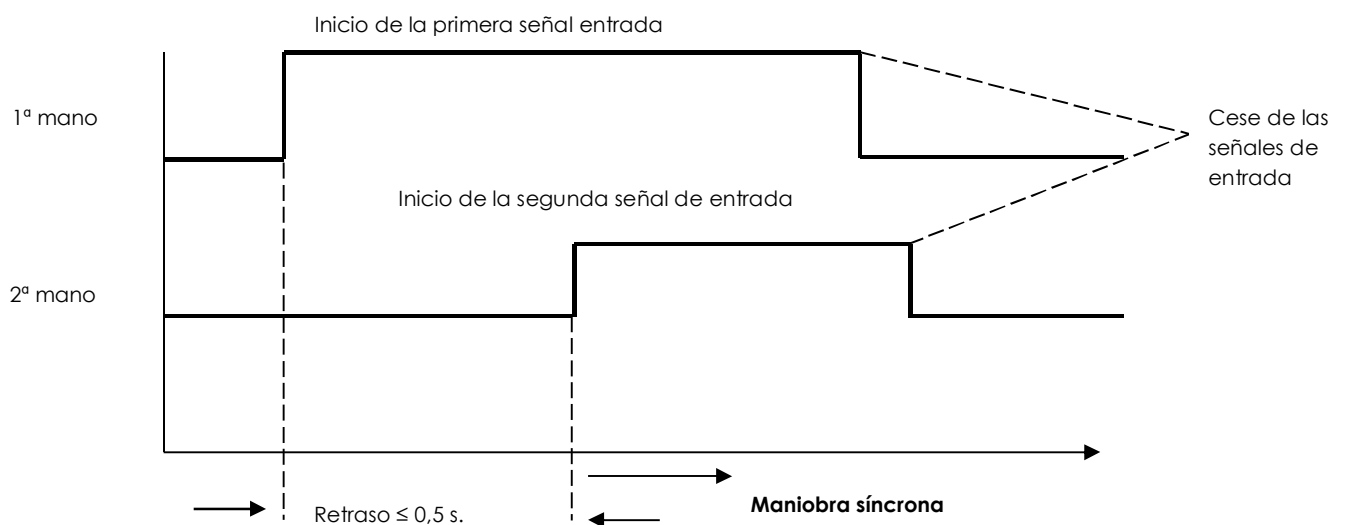 Inicio de la primera señal entrada
1ª mano
Cese de las
señales de
entrada
Inicio de la segunda señal de entrada
2ª mano
Maniobra síncrona
Retraso ≤ 0,5 s.